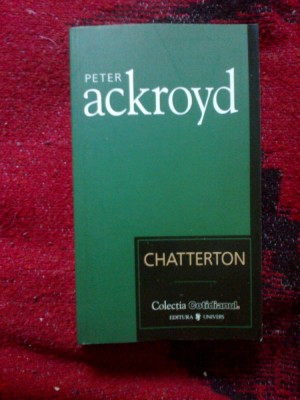 PETER
ackroyd
CHATTERTON
Colecția Cotidianul.
EDITURA UNIVERS